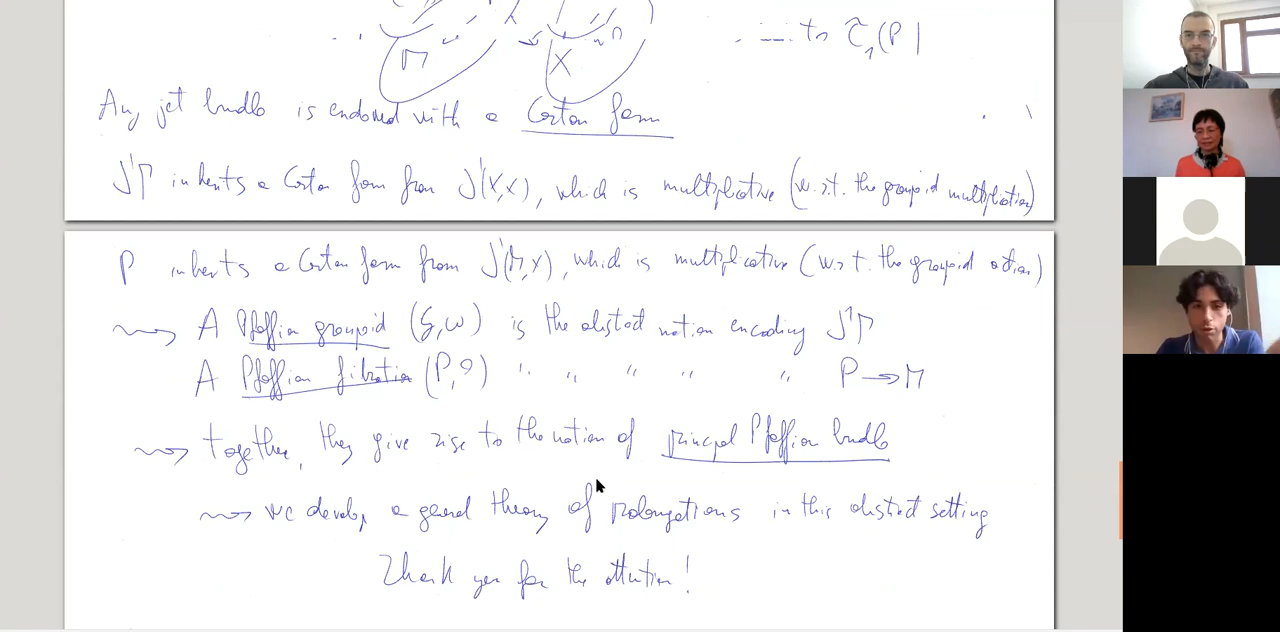 Γ X to τ₁(P)
Any jet bundle is endowed with a Cartan form
J¹Γ inherits a Cartan form from J¹(X,X), which is multiplicative (w.r.t. the groupoid multiplication)
P inherits a Cartan form from J¹(M,X), which is multiplicative (w.r.t. the groupoid action)
⇝ A Pfaffian groupoid (G,ω) is the abstract notion encoding J¹Γ
A Pfaffian fibration (P,θ) " " " " " P → M
⇝ together, they give rise to the notion of principal Pfaffian bundle
⇝ we develop a general theory of prolongations in this abstract setting
Thank you for the attention!